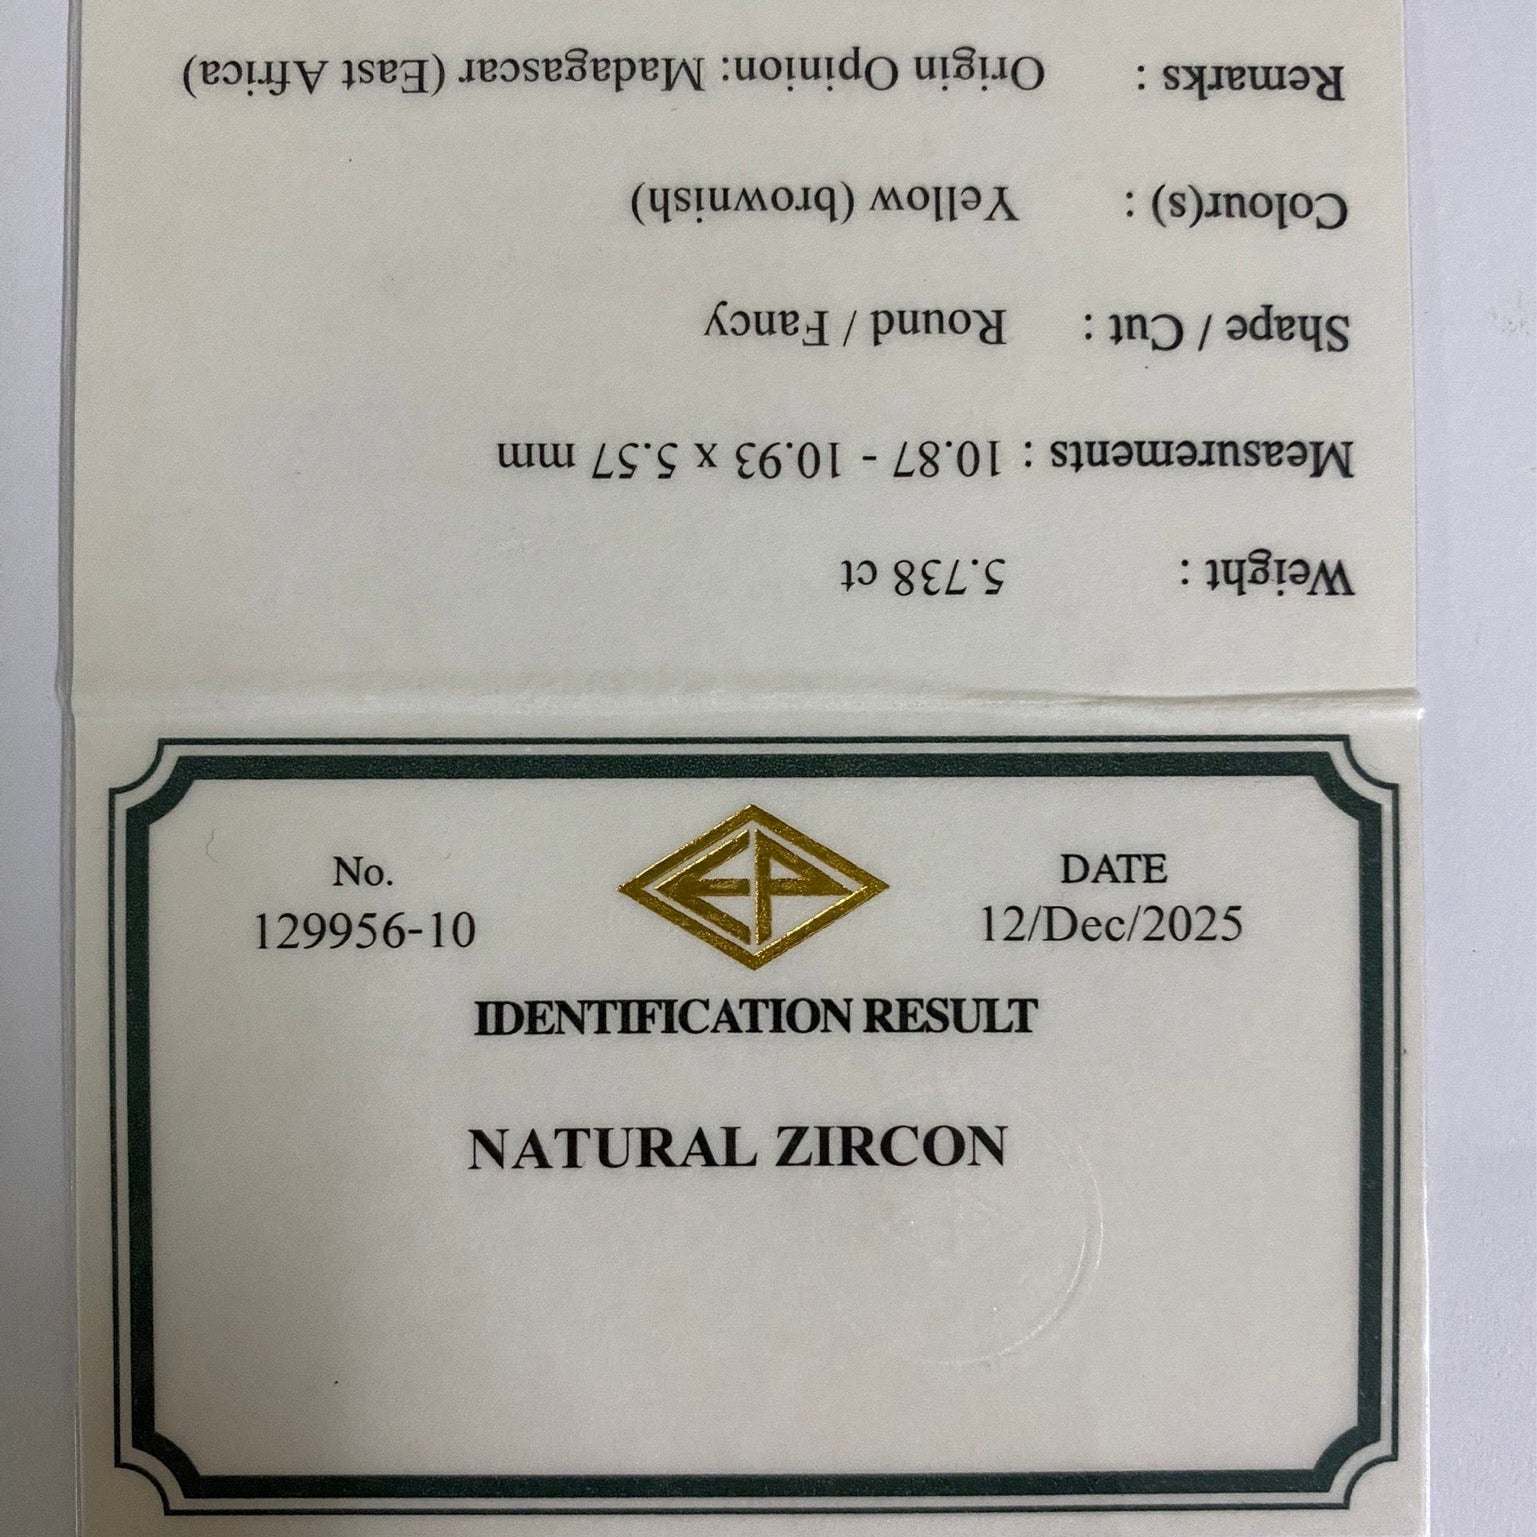 No.
129956-10
EP
DATE
12/Dec/2025
IDENTIFICATION RESULT
NATURAL ZIRCON
Weight : 5.738 ct
Measurements : 10.87 - 10.93 x 5.57 mm
Shape / Cut : Round / Fancy
Colour(s) : Yellow (brownish)
Remarks : Origin Opinion: Madagascar (East Africa)